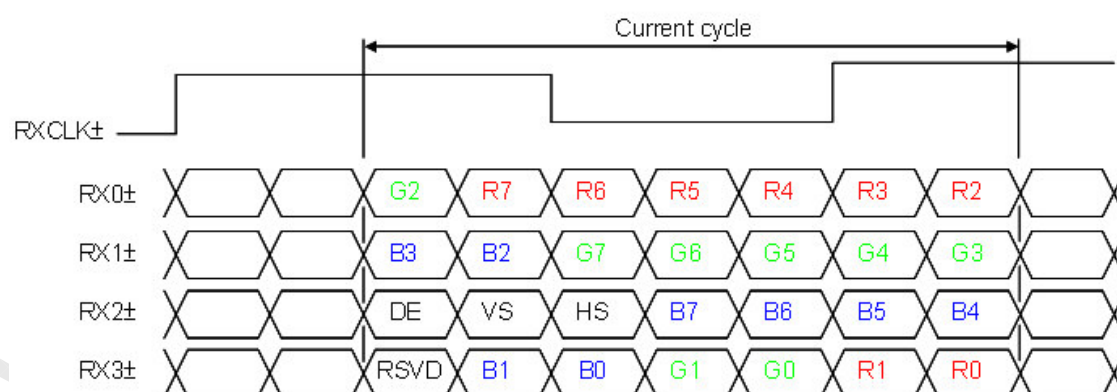 Current cycle
RXCLK±
RX0± G2 R7 R6 R5 R4 R3 R2
RX1± B3 B2 G7 G6 G5 G4 G3
RX2± DE VS HS B7 B6 B5 B4
RX3± RSVD B1 B0 G1 G0 R1 R0